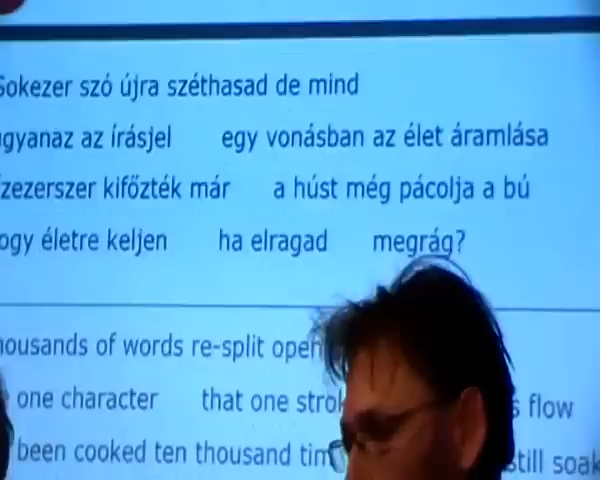 Sokezer szó újra széthasad de mind
ugyanaz az írásjel egy vonásban az élet áramlása
zezerszer kifőzték már a húst még pácolja a bú
ogy életre keljen ha elragad megrág?
housands of words re-split open
one character that one strok s flow
been cooked ten thousand tim still soak